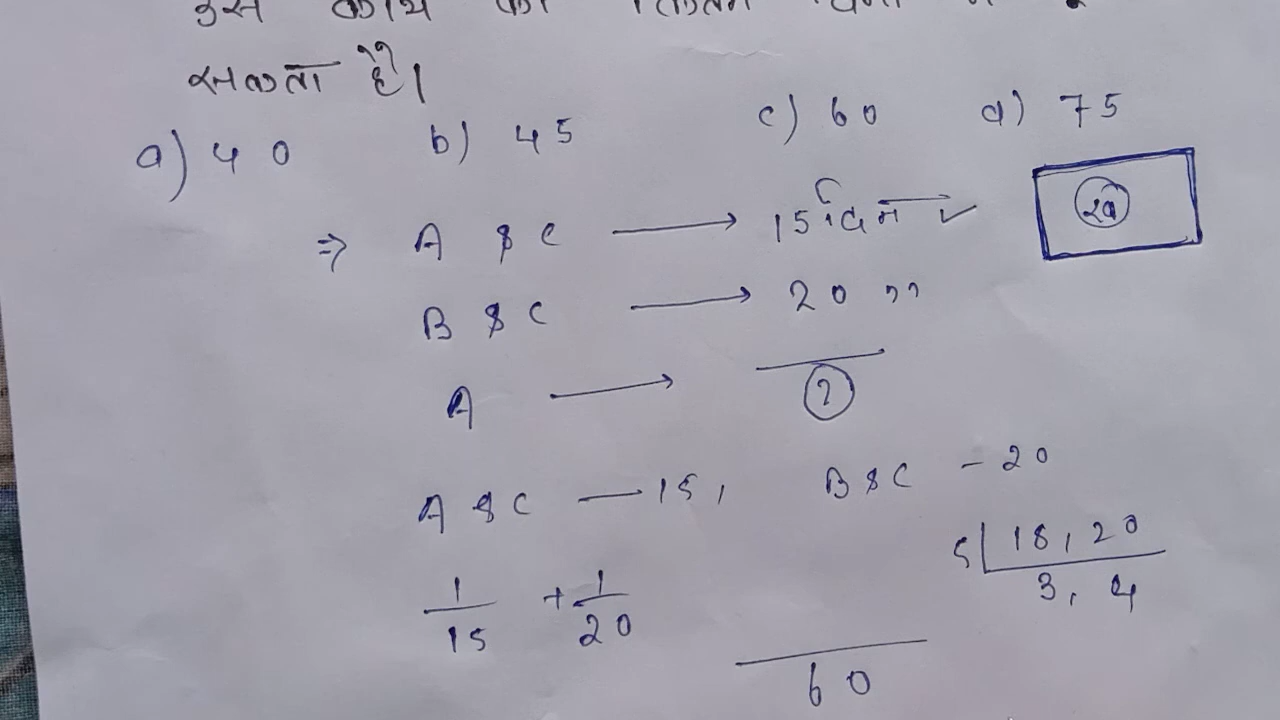 सकता है।
a) 40 b) 45 c) 60 d) 75
⇒ A & C ⟶ 15 दिन ✓
B & C ⟶ 20 ,,
A ⟶ ?
A & C — 15, B & C – 20
5 | 15, 20
3, 4
1/15 + 1/20
60